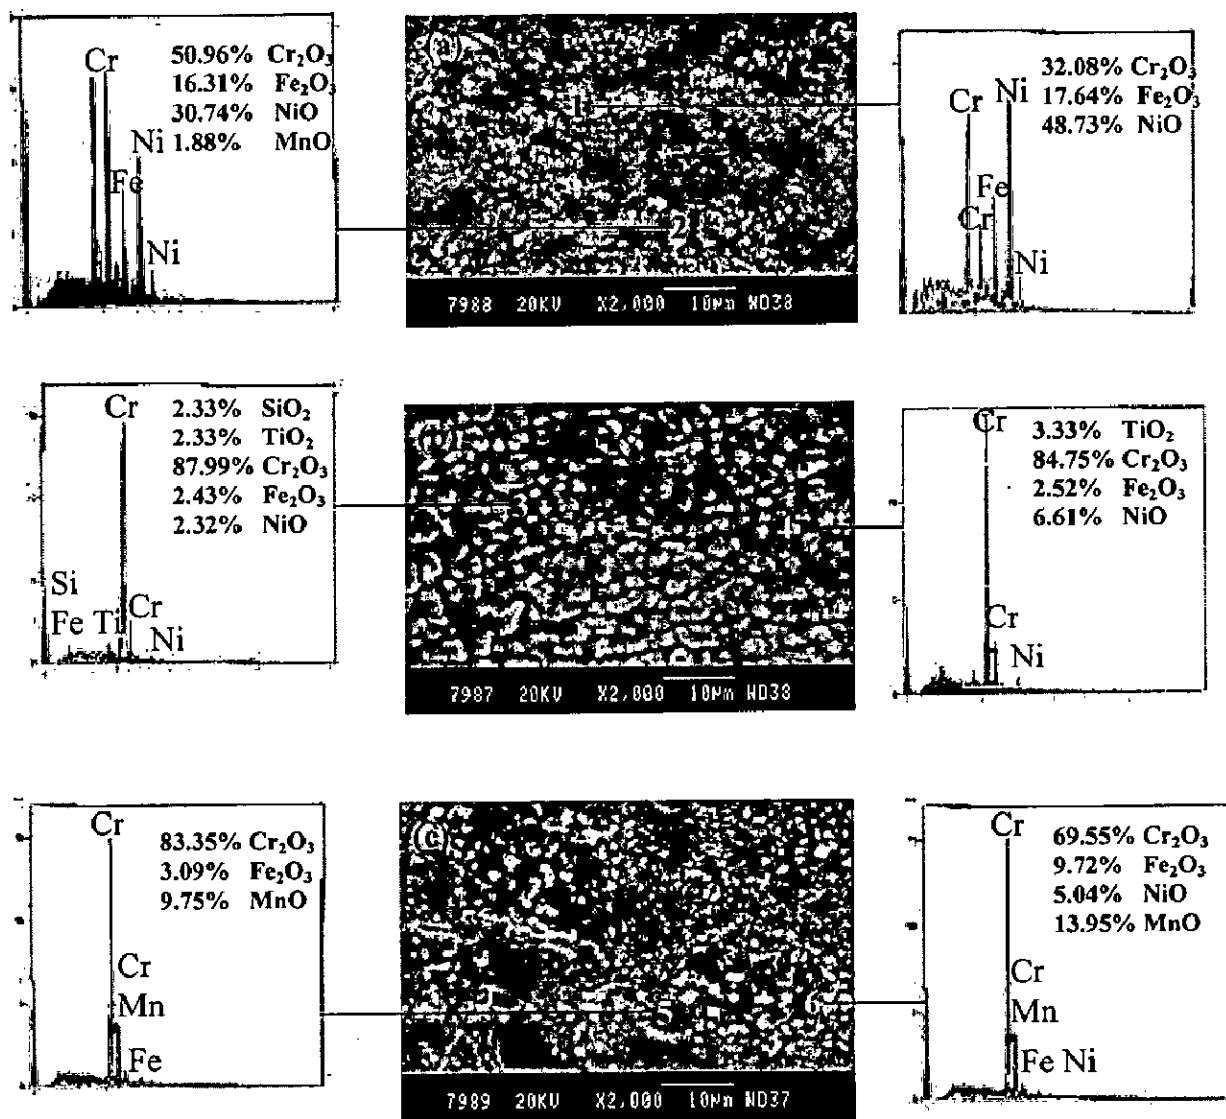 50.96% Cr₂O₃
16.31% Fe₂O₃
30.74% NiO
1.88% MnO
Cr
Ni
Fe
Ni
(a)
1
2
7988 20KV X2,000 10µm WD38
32.08% Cr₂O₃
17.64% Fe₂O₃
48.73% NiO
Cr
Ni
Fe
Cr
Ni
Cr
2.33% SiO₂
2.33% TiO₂
87.99% Cr₂O₃
2.43% Fe₂O₃
2.32% NiO
Si
Fe Ti
Cr
Ni
(b)
3
4
7987 20KV X2,000 10µm WD38
Cr
3.33% TiO₂
84.75% Cr₂O₃
2.52% Fe₂O₃
6.61% NiO
Cr
Ni
Cr
83.35% Cr₂O₃
3.09% Fe₂O₃
9.75% MnO
Cr
Mn
Fe
(c)
5
6
7989 20KV X2,000 10µm WD37
Cr
69.55% Cr₂O₃
9.72% Fe₂O₃
5.04% NiO
13.95% MnO
Cr
Mn
Fe Ni